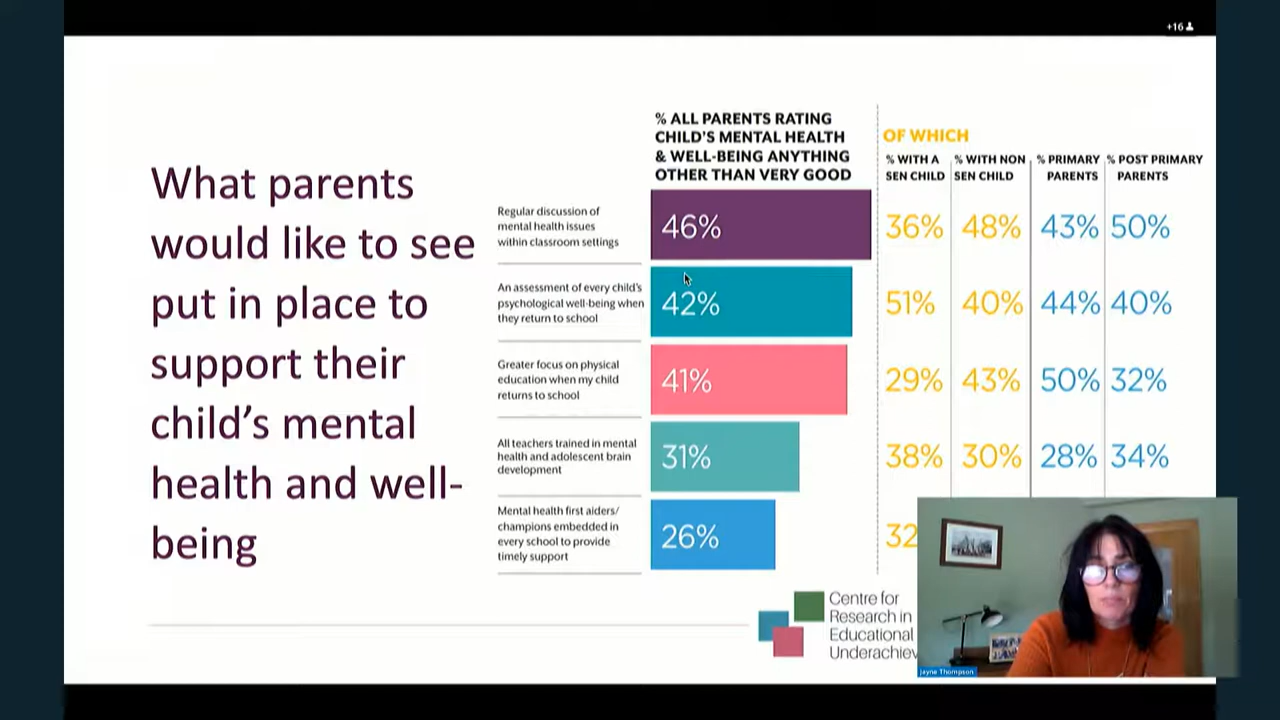 +16
What parents
would like to see
put in place to
support their
child's mental
health and well-
being
% ALL PARENTS RATING
CHILD'S MENTAL HEALTH
& WELL-BEING ANYTHING
OTHER THAN VERY GOOD
OF WHICH
% WITH A
SEN CHILD
% WITH NON
SEN CHILD
% PRIMARY
PARENTS
% POST PRIMARY
PARENTS
Regular discussion of
mental health issues
within classroom settings
46% 36% 48% 43% 50%
An assessment of every child's
psychological well-being when
they return to school
42% 51% 40% 44% 40%
Greater focus on physical
education when my child
returns to school
41% 29% 43% 50% 32%
All teachers trained in mental
health and adolescent brain
development
31% 38% 30% 28% 34%
Mental health first aiders/
champions embedded in
every school to provide
timely support
26% 32
Centre for
Research in
Educational
Underachiev
Jayne Thompson